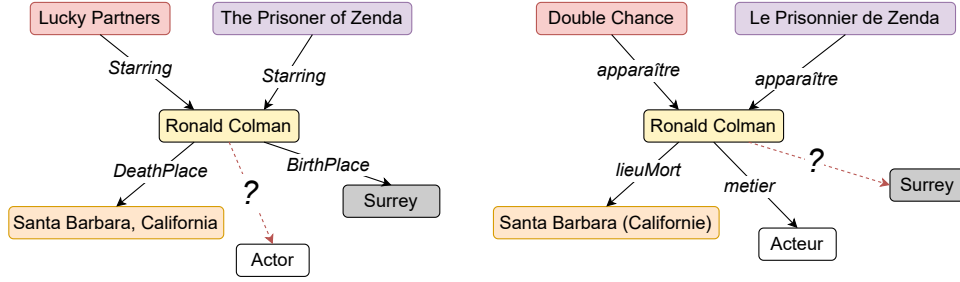 Lucky Partners
The Prisoner of Zenda
Starring
Starring
Ronald Colman
DeathPlace
BirthPlace
?
Surrey
Santa Barbara, California
Actor
Double Chance
Le Prisonnier de Zenda
apparaître
apparaître
Ronald Colman
lieuMort
metier
?
Surrey
Santa Barbara (Californie)
Acteur